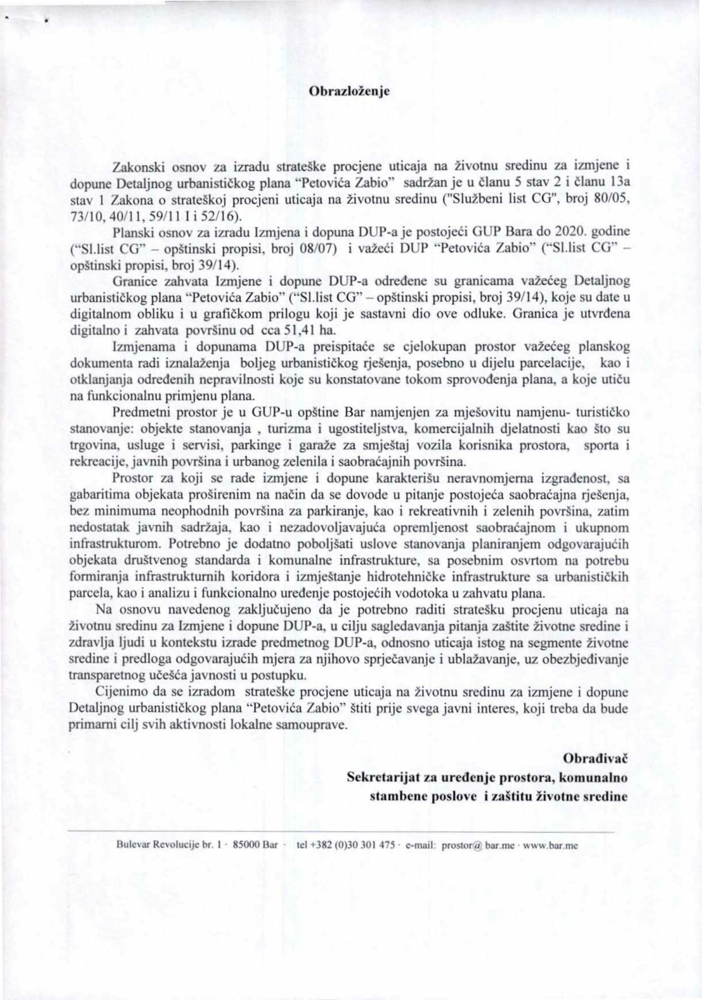 Obrazloženje
Zakonski osnov za izradu strateške procjene uticaja na životnu sredinu za izmjene i
dopune Detaljnog urbanističkog plana “Petovića Zabio” sadržan je u članu 5 stav 2 i članu 13a
stav 1 Zakona o strateškoj procjeni uticaja na životnu sredinu ("Službeni list CG", broj 80/05,
73/10, 40/11, 59/11 I i 52/16).
Planski osnov za izradu Izmjena i dopuna DUP-a je postojeći GUP Bara do 2020. godine
(“Sl.list CG” – opštinski propisi, broj 08/07) i važeći DUP “Petovića Zabio” (“Sl.list CG” –
opštinski propisi, broj 39/14).
Granice zahvata Izmjene i dopune DUP-a određene su granicama važećeg Detaljnog
urbanističkog plana “Petovića Zabio” (“Sl.list CG” – opštinski propisi, broj 39/14), koje su date u
digitalnom obliku i u grafičkom prilogu koji je sastavni dio ove odluke. Granica je utvrđena
digitalno i zahvata površinu od cca 51,41 ha.
Izmjenama i dopunama DUP-a preispitaće se cjelokupan prostor važećeg planskog
dokumenta radi iznalaženja boljeg urbanističkog rješenja, posebno u dijelu parcelacije, kao i
otklanjanja određenih nepravilnosti koje su konstatovane tokom sprovođenja plana, a koje utiču
na funkcionalnu primjenu plana.
Predmetni prostor je u GUP-u opštine Bar namjenjen za mješovitu namjenu- turističko
stanovanje: objekte stanovanja , turizma i ugostiteljstva, komercijalnih djelatnosti kao što su
trgovina, usluge i servisi, parkinge i garaže za smještaj vozila korisnika prostora, sporta i
rekreacije, javnih površina i urbanog zelenila i saobraćajnih površina.
Prostor za koji se rade izmjene i dopune karakterišu neravnomjerna izgrađenost, sa
gabaritima objekata proširenim na način da se dovode u pitanje postojeća saobraćajna rješenja,
bez minimuma neophodnih površina za parkiranje, kao i rekreativnih i zelenih površina, zatim
nedostatak javnih sadržaja, kao i nezadovoljavajuća opremljenost saobraćajnom i ukupnom
infrastrukturom. Potrebno je dodatno poboljšati uslove stanovanja planiranjem odgovarajućih
objekata društvenog standarda i komunalne infrastrukture, sa posebnim osvrtom na potrebu
formiranja infrastrukturnih koridora i izmještanje hidrotehničke infrastrukture sa urbanističkih
parcela, kao i analizu i funkcionalno uređenje postojećih vodotoka u zahvatu plana.
Na osnovu navedenog zaključujeno da je potrebno raditi stratešku procjenu uticaja na
životnu sredinu za Izmjene i dopune DUP-a, u cilju sagledavanja pitanja zaštite životne sredine i
zdravlja ljudi u kontekstu izrade predmetnog DUP-a, odnosno uticaja istog na segmente životne
sredine i predloga odgovarajućih mjera za njihovo sprječavanje i ublažavanje, uz obezbjeđivanje
transparetnog učešća javnosti u postupku.
Cijenimo da se izradom strateške procjene uticaja na životnu sredinu za izmjene i dopune
Detaljnog urbanističkog plana “Petovića Zabio” štiti prije svega javni interes, koji treba da bude
primarni cilj svih aktivnosti lokalne samouprave.
Obrađivač
Sekretarijat za uređenje prostora, komunalno
stambene poslove i zaštitu životne sredine
Bulevar Revolucije br. 1 · 85000 Bar · tel +382 (0)30 301 475 · e-mail: prostor@ bar.me · www.bar.me